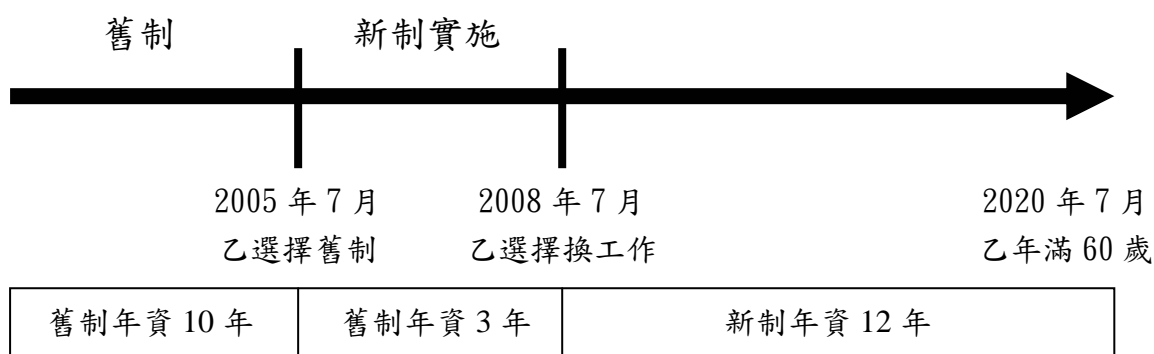 舊制 新制實施
2005 年 7 月 2008 年 7 月 2020 年 7 月
乙選擇舊制 乙選擇換工作 乙年滿 60 歲
舊制年資 10 年 舊制年資 3 年 新制年資 12 年